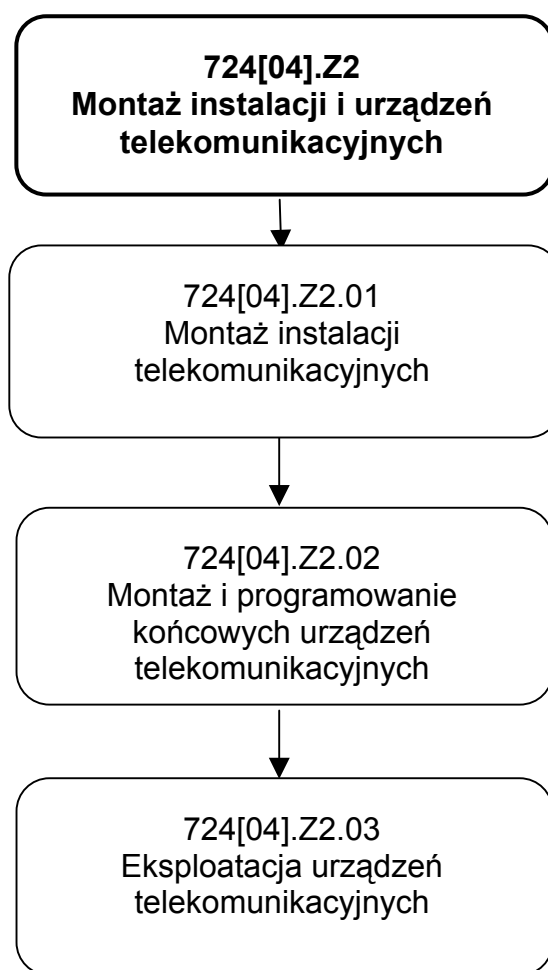 724[04].Z2
Montaż instalacji i urządzeń
telekomunikacyjnych
724[04].Z2.01
Montaż instalacji
telekomunikacyjnych
724[04].Z2.02
Montaż i programowanie
końcowych urządzeń
telekomunikacyjnych
724[04].Z2.03
Eksploatacja urządzeń
telekomunikacyjnych